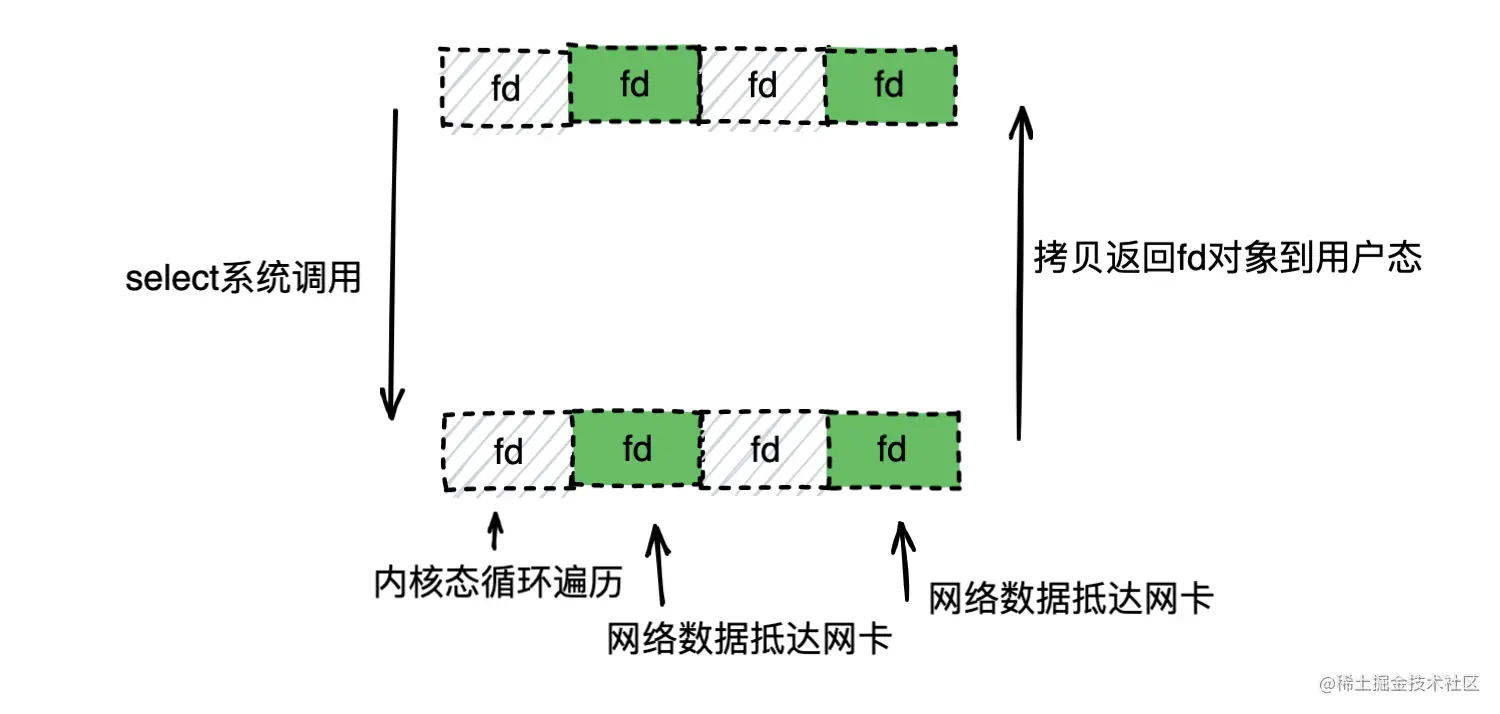 fd
fd
fd
fd
select系统调用
拷贝返回fd对象到用户态
fd
fd
fd
fd
内核态循环遍历
网络数据抵达网卡
网络数据抵达网卡
@稀土掘金技术社区